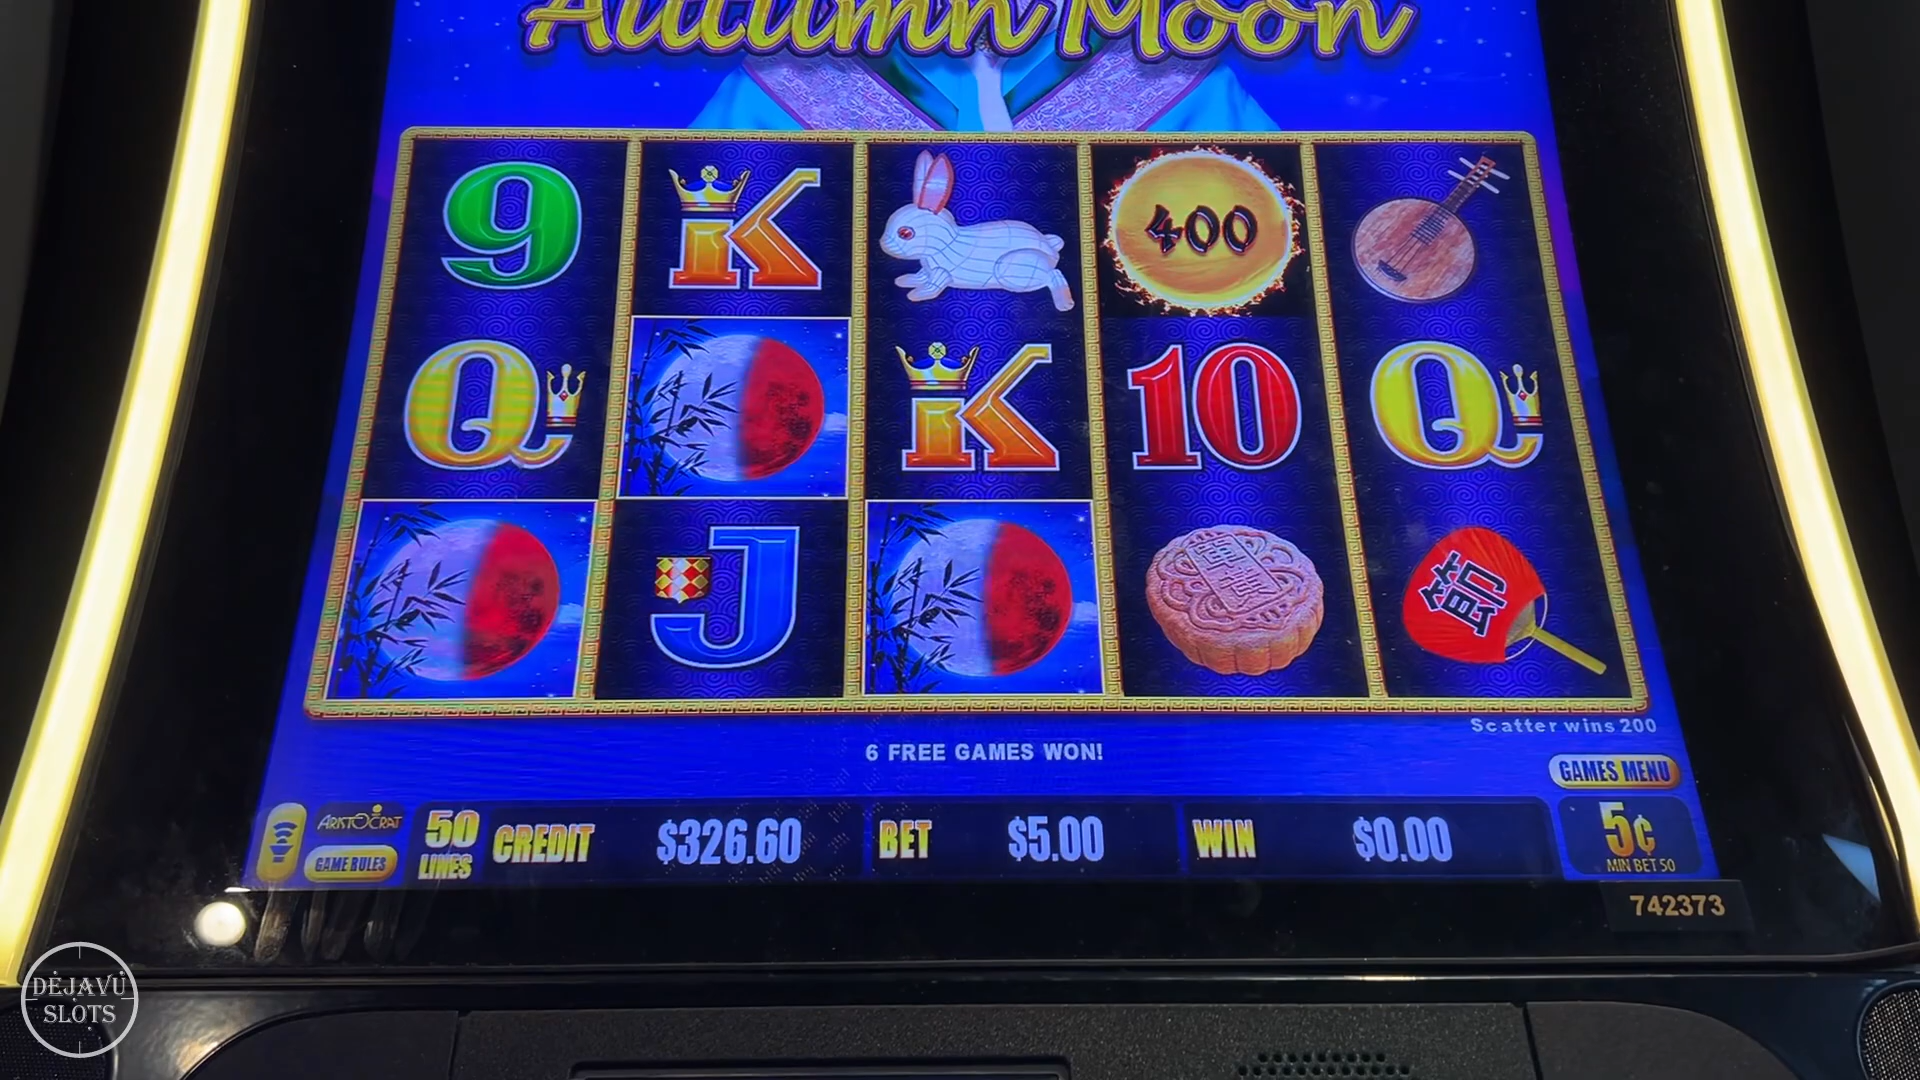 Autumn Moon
9 K 400
Q K 10 Q
J
Scatter wins 200
6 FREE GAMES WON!
GAMES MENU
ARISTOCRAT
GAME RULES
50 LINES
CREDIT $326.60
BET $5.00
WIN $0.00
5¢
MIN BET 50
742373
DEJAVU
SLOTS